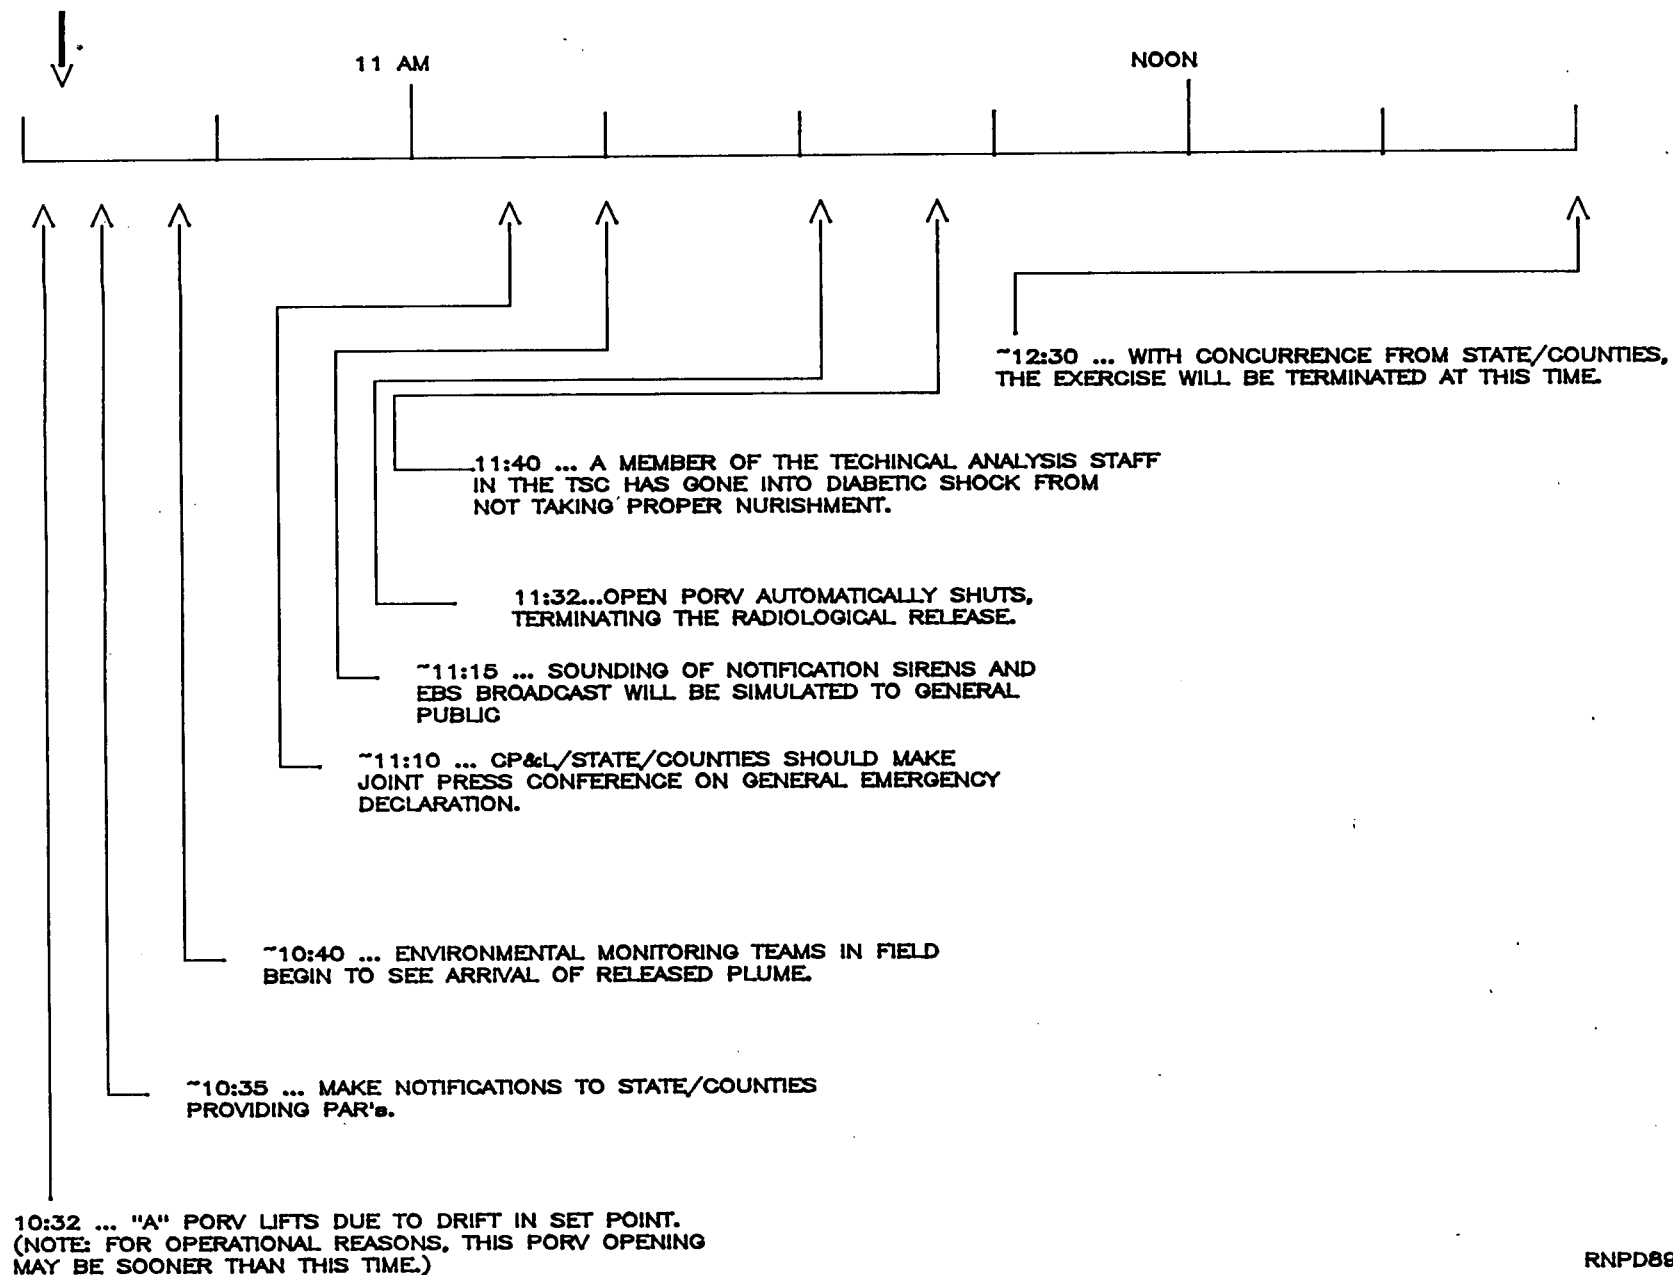 11 AM
NOON
~12:30 ... WITH CONCURRENCE FROM STATE/COUNTIES,
THE EXERCISE WILL BE TERMINATED AT THIS TIME.
11:40 ... A MEMBER OF THE TECHINCAL ANALYSIS STAFF
IN THE TSC HAS GONE INTO DIABETIC SHOCK FROM
NOT TAKING PROPER NURISHMENT.
11:32...OPEN PORV AUTOMATICALLY SHUTS,
TERMINATING THE RADIOLOGICAL RELEASE.
~11:15 ... SOUNDING OF NOTIFICATION SIRENS AND
EBS BROADCAST WILL BE SIMULATED TO GENERAL
PUBLIC
~11:10 ... CP&L/STATE/COUNTIES SHOULD MAKE
JOINT PRESS CONFERENCE ON GENERAL EMERGENCY
DECLARATION.
~10:40 ... ENVIRONMENTAL MONITORING TEAMS IN FIELD
BEGIN TO SEE ARRIVAL OF RELEASED PLUME.
~10:35 ... MAKE NOTIFICATIONS TO STATE/COUNTIES
PROVIDING PAR's.
10:32 ... "A" PORV LIFTS DUE TO DRIFT IN SET POINT.
(NOTE: FOR OPERATIONAL REASONS, THIS PORV OPENING
MAY BE SOONER THAN THIS TIME.)
RNPD89